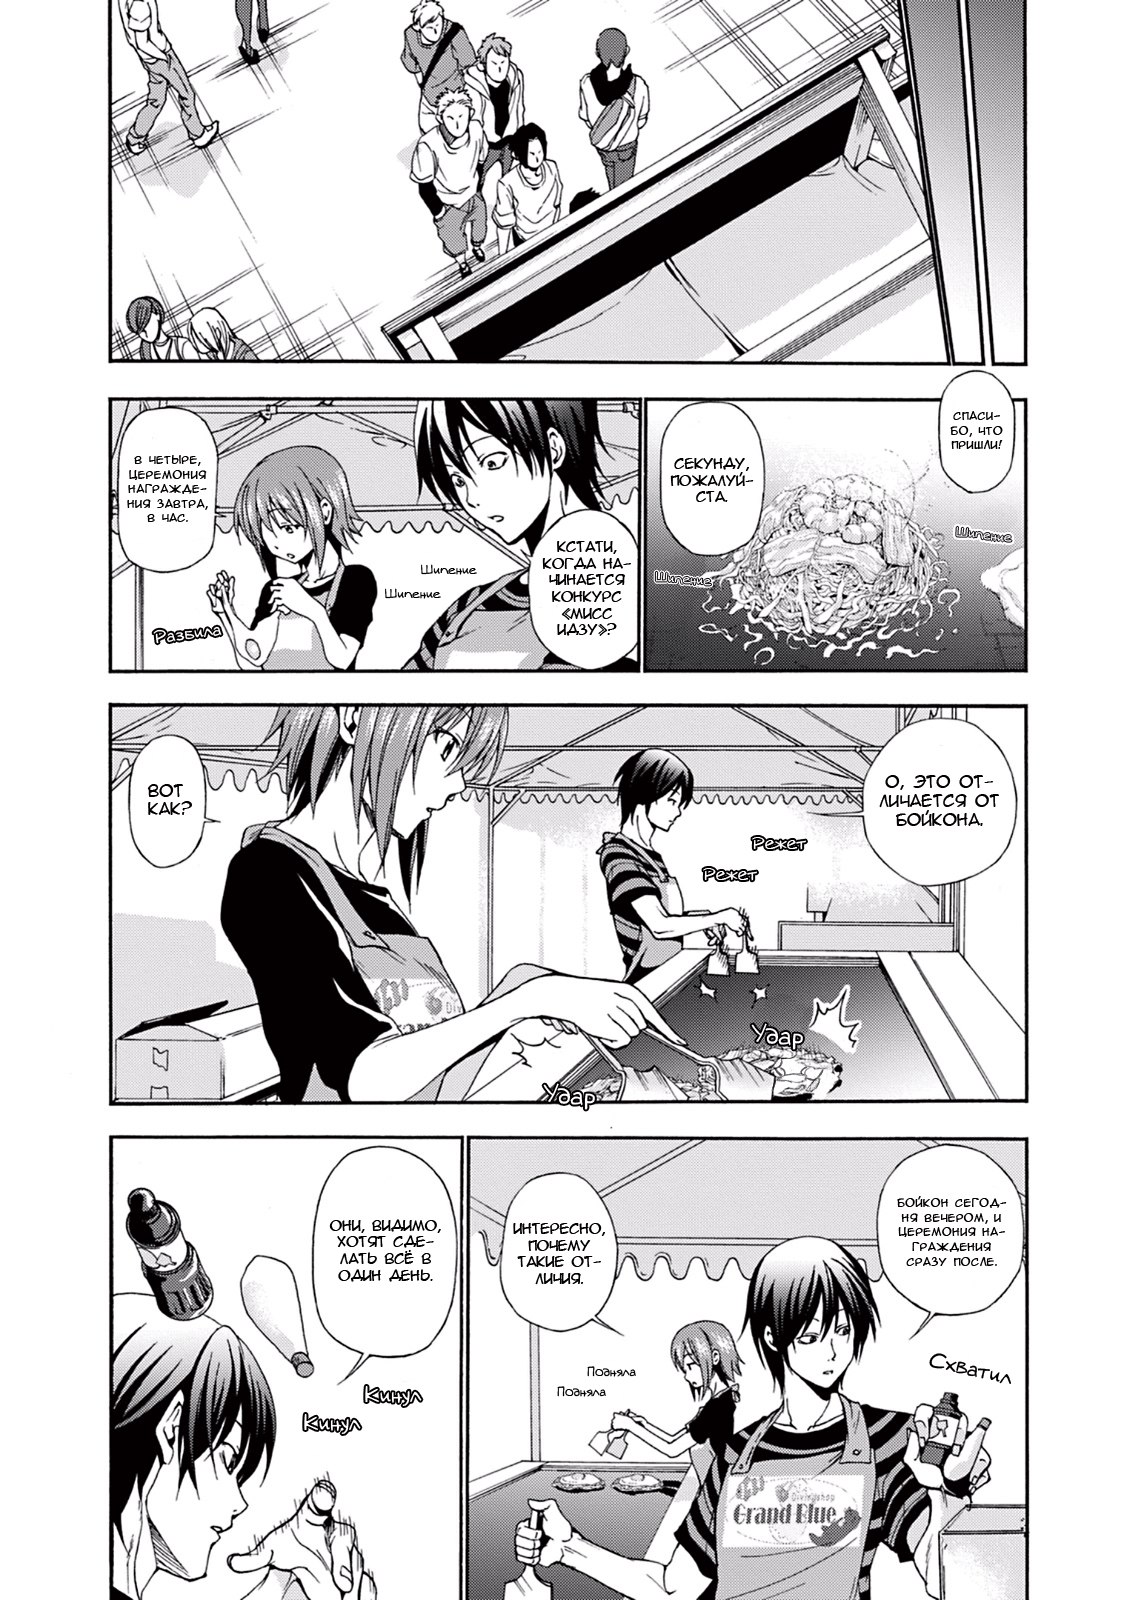 СПАСИ-
БО, ЧТО
ПРИШЛИ!
СЕКУНДУ,
ПОЖАЛУЙ-
СТА.
Шипение
Шипение
КСТАТИ,
КОГДА НА-
ЧИНАЕТСЯ
КОНКУРС
«МИСС
ИДЗУ»?
В ЧЕТЫРЕ,
ЦЕРЕМОНИЯ
НАГРАЖДЕ-
НИЯ ЗАВТРА,
В ЧАС.
Шипение
Шипение
Разбила
О, ЭТО ОТ-
ЛИЧАЕТСЯ ОТ
БОЙКОНА.
Режет
Режет
ВОТ
КАК?
Удар
Удар
БОЙКОН СЕГОД-
НЯ ВЕЧЕРОМ, И
ЦЕРЕМОНИЯ НА-
ГРАЖДЕНИЯ
СРАЗУ ПОСЛЕ.
ИНТЕРЕСНО,
ПОЧЕМУ
ТАКИЕ ОТ-
ЛИЧИЯ.
Схватил
Подняла
Подняла
Divingshop
Grand Blue
ОНИ, ВИДИМО,
ХОТЯТ СДЕ-
ЛАТЬ ВСЁ В
ОДИН ДЕНЬ.
Кинул
Кинул